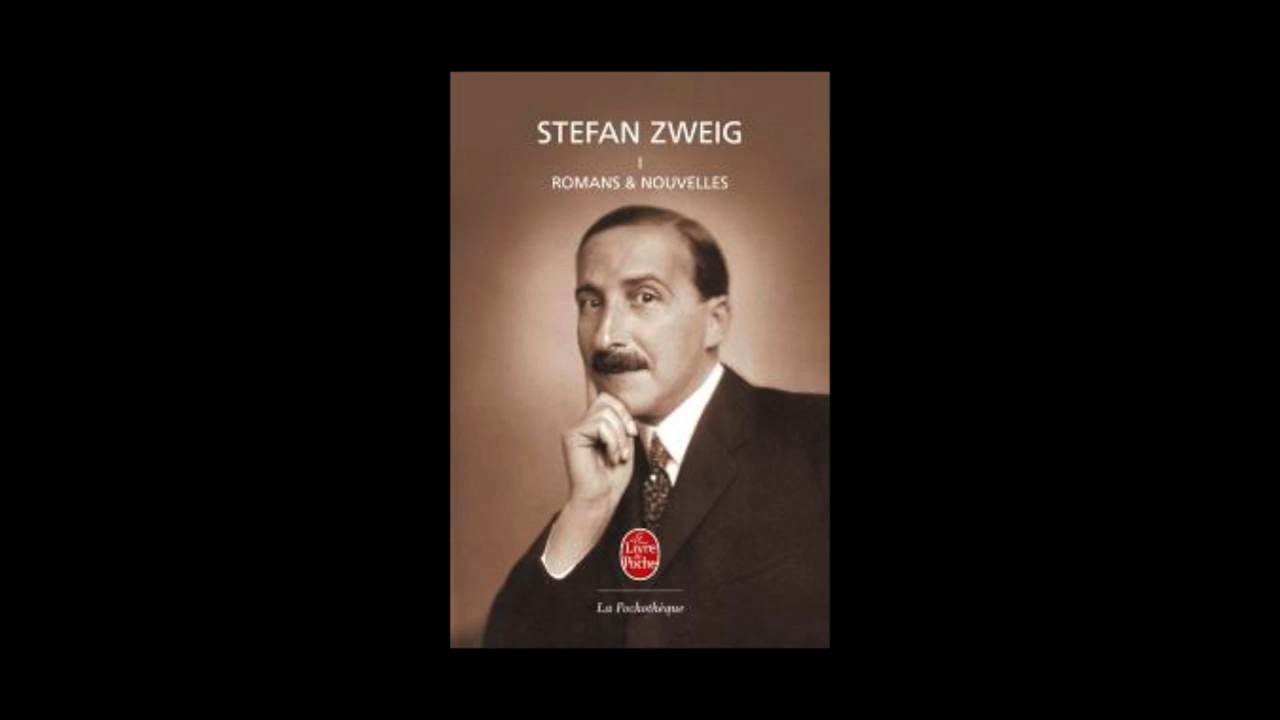 STEFAN ZWEIG
I
ROMANS & NOUVELLES
Le
Livre
de
Poche
La Pochothèque